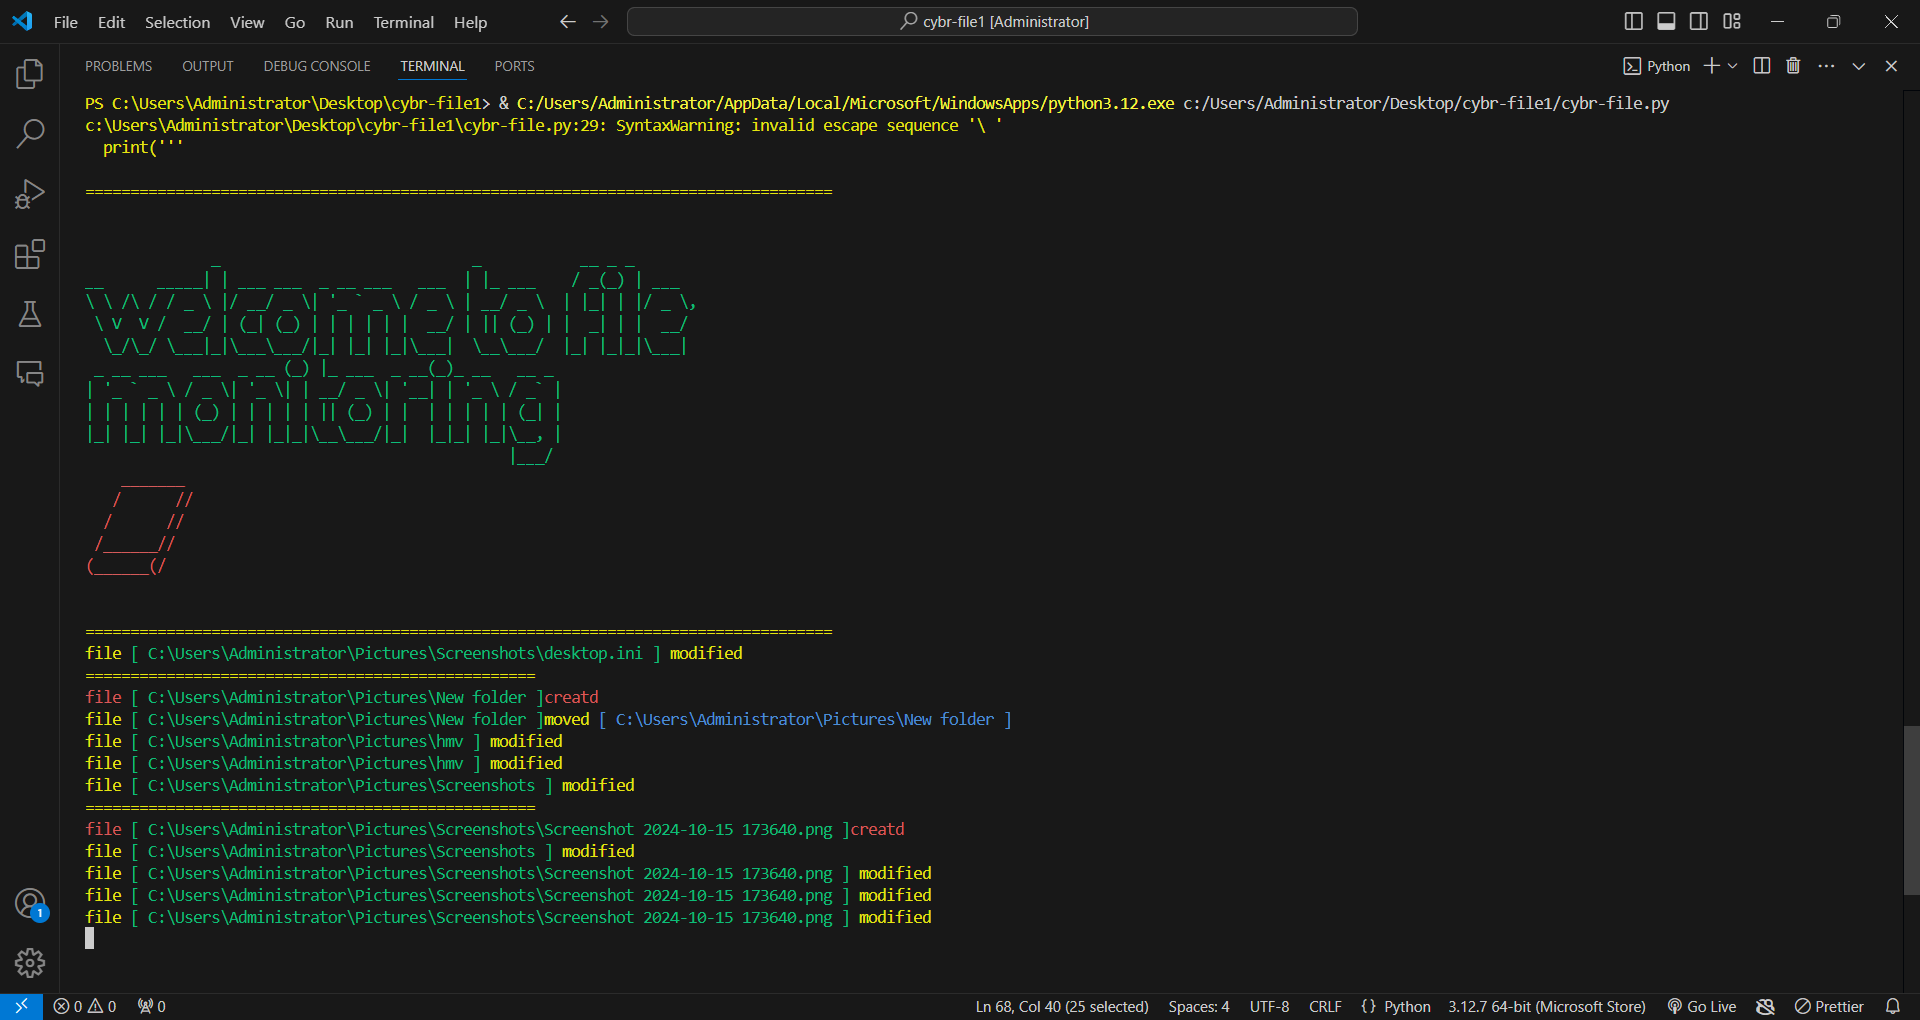 File Edit Selection View Go Run Terminal Help
cybr-file1 [Administrator]
PROBLEMS OUTPUT DEBUG CONSOLE TERMINAL PORTS
Python
PS C:\Users\Administrator\Desktop\cybr-file1> & C:/Users/Administrator/AppData/Local/Microsoft/WindowsApps/python3.12.exe c:/Users/Administrator/Desktop/cybr-file1/cybr-file.py
c:\Users\Administrator\Desktop\cybr-file1\cybr-file.py:29: SyntaxWarning: invalid escape sequence '\ '
print('''
===================================================================================
welcome to file
monitoring
===================================================================================
file [ C:\Users\Administrator\Pictures\Screenshots\desktop.ini ] modified
==================================================
file [ C:\Users\Administrator\Pictures\New folder ]creatd
file [ C:\Users\Administrator\Pictures\New folder ]moved [ C:\Users\Administrator\Pictures\New folder ]
file [ C:\Users\Administrator\Pictures\hmv ] modified
file [ C:\Users\Administrator\Pictures\hmv ] modified
file [ C:\Users\Administrator\Pictures\Screenshots ] modified
==================================================
file [ C:\Users\Administrator\Pictures\Screenshots\Screenshot 2024-10-15 173640.png ]creatd
file [ C:\Users\Administrator\Pictures\Screenshots ] modified
file [ C:\Users\Administrator\Pictures\Screenshots\Screenshot 2024-10-15 173640.png ] modified
file [ C:\Users\Administrator\Pictures\Screenshots\Screenshot 2024-10-15 173640.png ] modified
file [ C:\Users\Administrator\Pictures\Screenshots\Screenshot 2024-10-15 173640.png ] modified
1
0 0 0 Ln 68, Col 40 (25 selected) Spaces: 4 UTF-8 CRLF {} Python 3.12.7 64-bit (Microsoft Store) Go Live Prettier